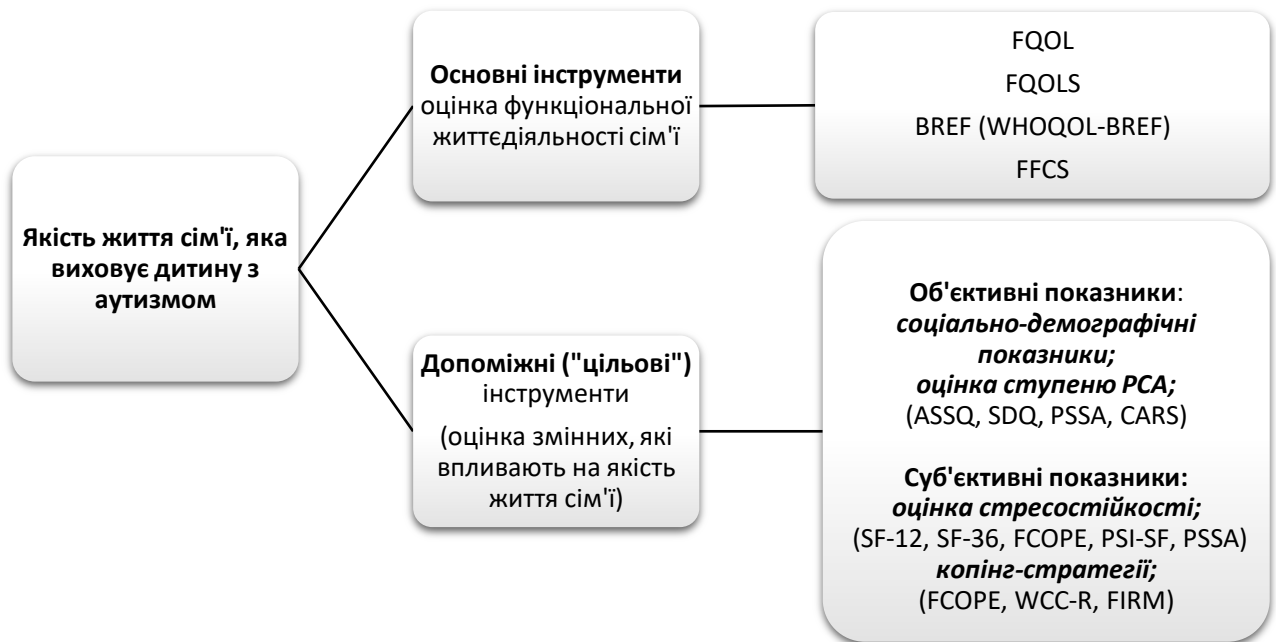 Якість життя сім'ї, яка
виховує дитину з
аутизмом
Основні інструменти
оцінка функціональної
життєдіяльності сім'ї
FQOL
FQOLS
BREF (WHOQOL-BREF)
FFCS
Допоміжні ("цільові")
інструменти
(оцінка змінних, які
впливають на якість
життя сім'ї)
Об'єктивні показники:
соціально-демографічні
показники;
оцінка ступеню РСА;
(ASSQ, SDQ, PSSA, CARS)
Суб'єктивні показники:
оцінка стресостійкості;
(SF-12, SF-36, FCOPE, PSI-SF, PSSA)
копінг-стратегії;
(FCOPE, WCC-R, FIRM)